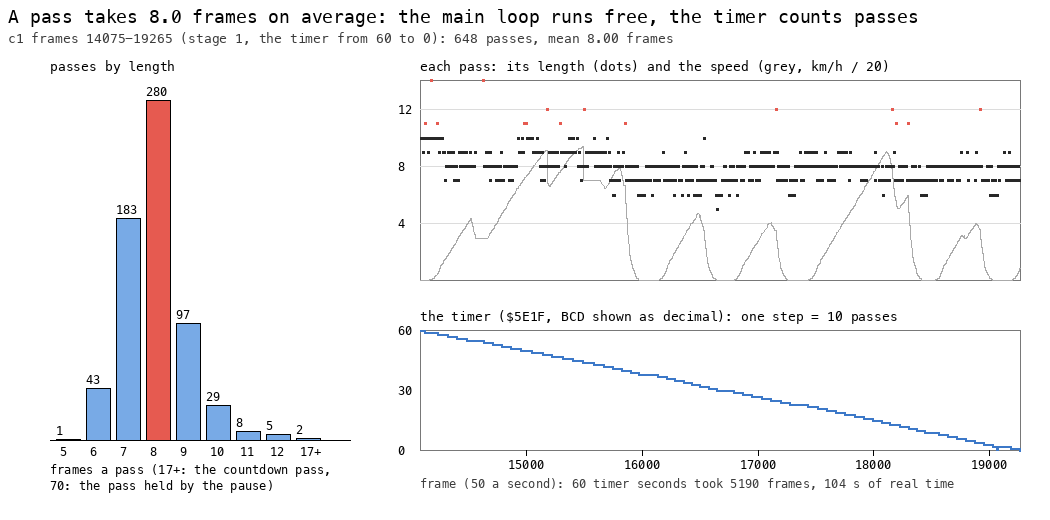 A pass takes 8.0 frames on average: the main loop runs free, the timer counts passes
c1 frames 14075−19265 (stage 1, the timer from 60 to 0): 648 passes, mean 8.00 frames
passes by length
1
43
183
280
97
29
8
5
2
5 6 7 8 9 10 11 12 17+
frames a pass (17+: the countdown pass,
70: the pass held by the pause)
each pass: its length (dots) and the speed (grey, km/h / 20)
12
8
4
the timer ($5E1F, BCD shown as decimal): one step = 10 passes
60
30
0
15000 16000 17000 18000 19000
frame (50 a second): 60 timer seconds took 5190 frames, 104 s of real time